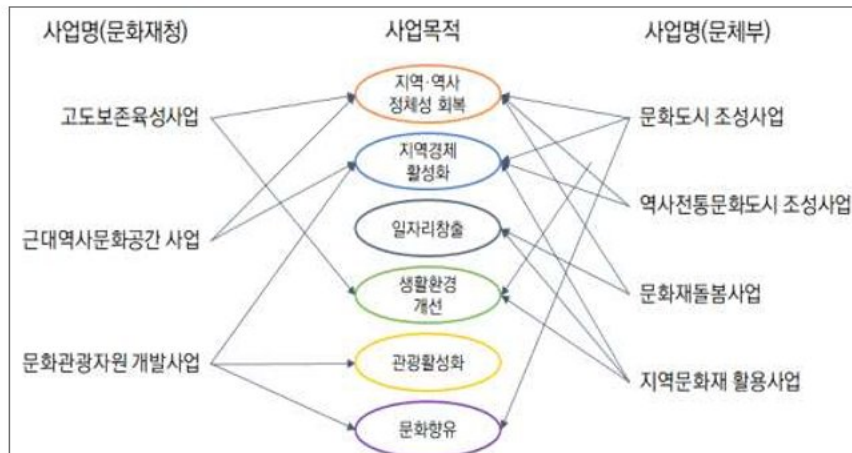 사업명(문화재청)
사업목적
사업명(문체부)
지역·역사
정체성 회복
고도보존육성사업
문화도시 조성사업
지역경제
활성화
역사전통문화도시 조성사업
일자리창출
근대역사문화공간 사업
생활환경
개선
문화재돌봄사업
문화관광자원 개발사업
관광활성화
지역문화재 활용사업
문화향유